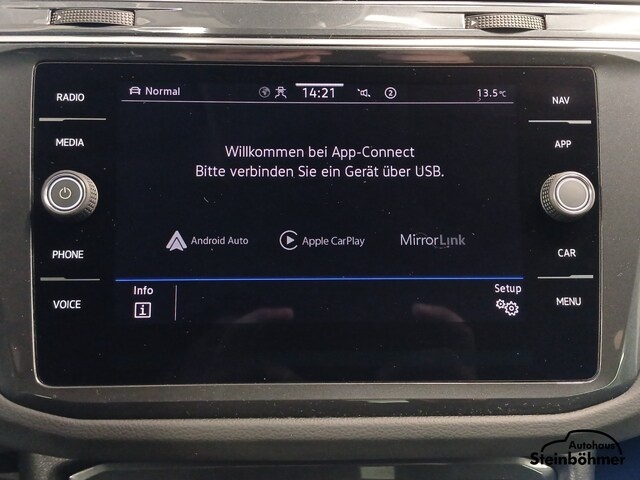 RADIO
MEDIA
PHONE
VOICE
Normal
14:21
2
13.5°C
Willkommen bei App-Connect
Bitte verbinden Sie ein Gerät über USB.
Android Auto
Apple CarPlay
MirrorLink
Info
i
Setup
NAV
APP
CAR
MENU
Autohaus
Steinböhmer